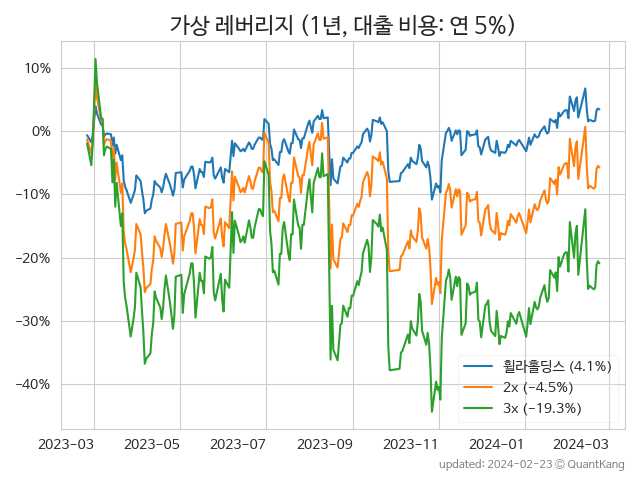 가상 레버리지 (1년, 대출 비용: 연 5%)
10%
0%
−10%
−20%
−30%
−40%
휠라홀딩스 (4.1%)
2x (−4.5%)
3x (−19.3%)
2023-03 2023-05 2023-07 2023-09 2023-11 2024-01 2024-03
updated: 2024-02-23 © QuantKang